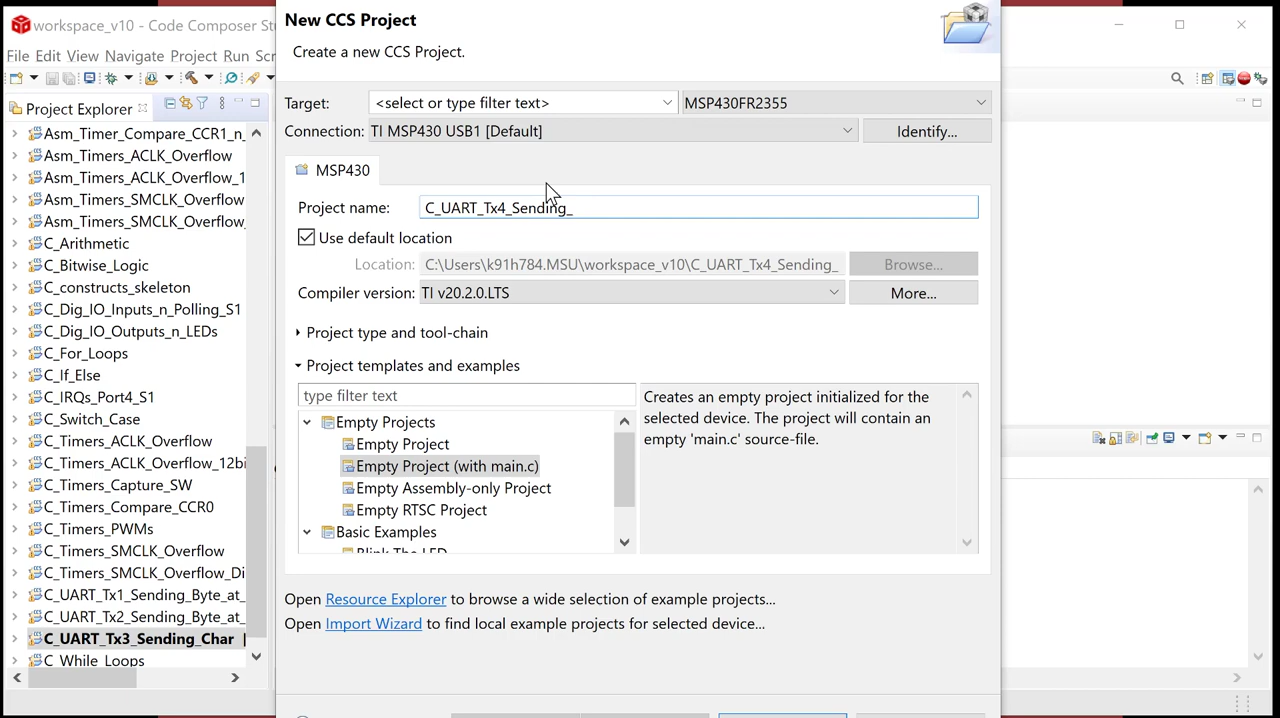 workspace_v10 - Code Composer Stu
File Edit View Navigate Project Run Scr
Project Explorer
Asm_Timer_Compare_CCR1_n_
Asm_Timers_ACLK_Overflow
Asm_Timers_ACLK_Overflow_1
Asm_Timers_SMCLK_Overflow
Asm_Timers_SMCLK_Overflow_
C_Arithmetic
C_Bitwise_Logic
C_constructs_skeleton
C_Dig_IO_Inputs_n_Polling_S1
C_Dig_IO_Outputs_n_LEDs
C_For_Loops
C_If_Else
C_IRQs_Port4_S1
C_Switch_Case
C_Timers_ACLK_Overflow
C_Timers_ACLK_Overflow_12bi
C_Timers_Capture_SW
C_Timers_Compare_CCR0
C_Timers_PWMs
C_Timers_SMCLK_Overflow
C_Timers_SMCLK_Overflow_Di
C_UART_Tx1_Sending_Byte_at_
C_UART_Tx2_Sending_Byte_at_
C_UART_Tx3_Sending_Char [
C_While_Loops
New CCS Project
Create a new CCS Project.
Target: <select or type filter text> MSP430FR2355
Connection: TI MSP430 USB1 [Default] Identify...
MSP430
Project name: C_UART_Tx4_Sending_
Use default location
Location: C:\Users\k91h784.MSU\workspace_v10\C_UART_Tx4_Sending_ Browse...
Compiler version: TI v20.2.0.LTS More...
Project type and tool-chain
Project templates and examples
type filter text
Empty Projects
Empty Project
Empty Project (with main.c)
Empty Assembly-only Project
Empty RTSC Project
Basic Examples
Blink The LED
Creates an empty project initialized for the
selected device. The project will contain an
empty 'main.c' source-file.
Open Resource Explorer to browse a wide selection of example projects...
Open Import Wizard to find local example projects for selected device...